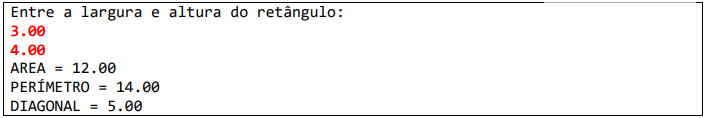 Entre a largura e altura do retângulo:
3.00
4.00
AREA = 12.00
PERÍMETRO = 14.00
DIAGONAL = 5.00